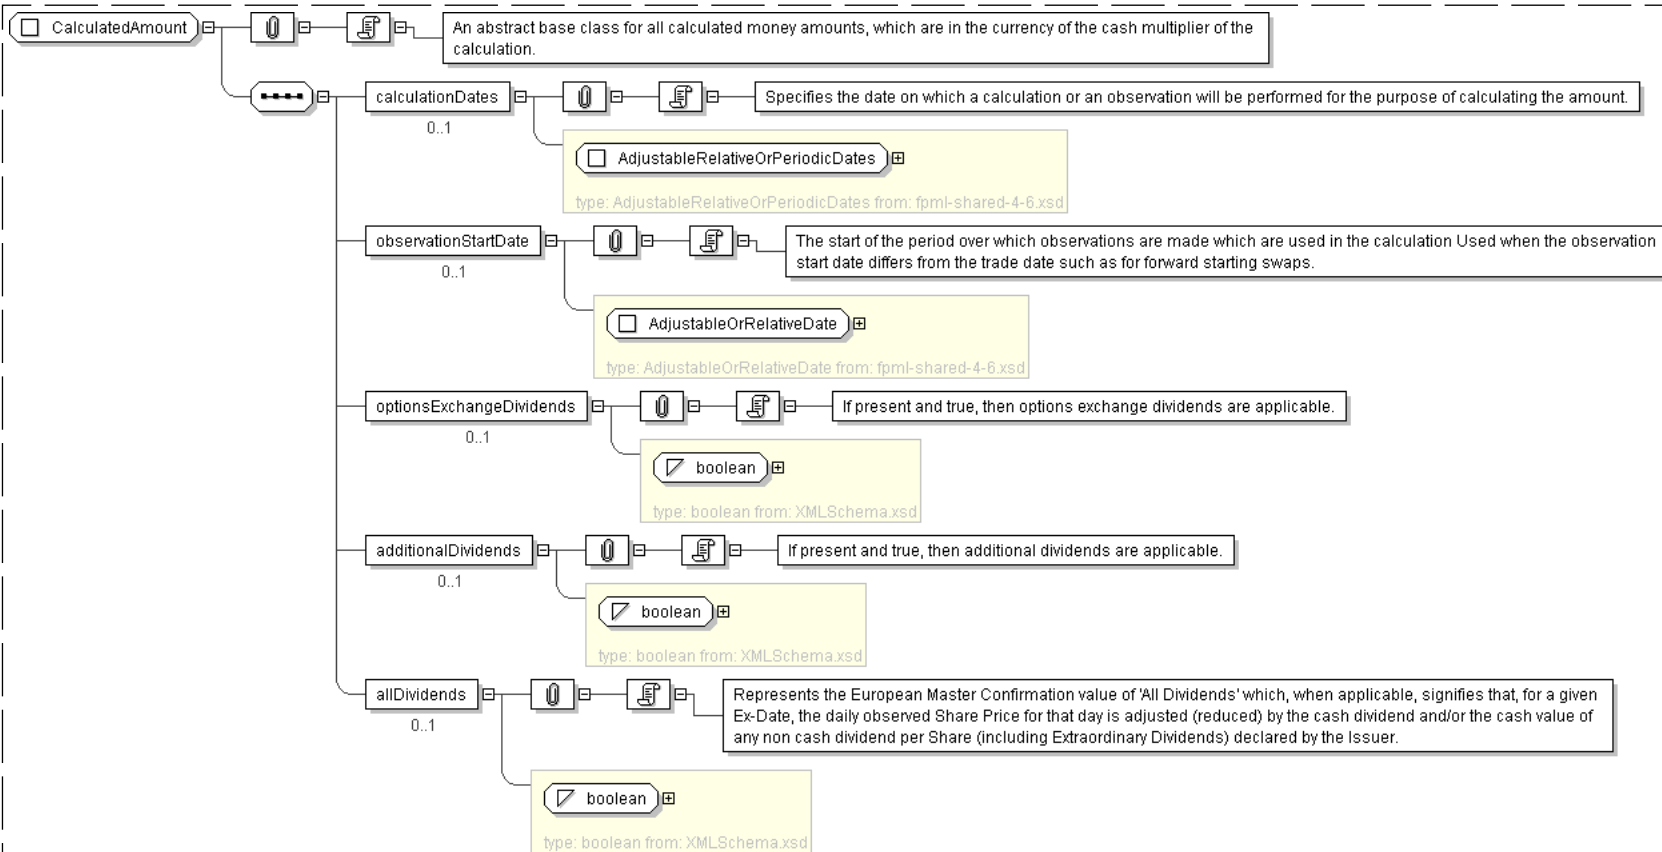 CalculatedAmount
An abstract base class for all calculated money amounts, which are in the currency of the cash multiplier of the
calculation.
calculationDates
Specifies the date on which a calculation or an observation will be performed for the purpose of calculating the amount.
0..1
AdjustableRelativeOrPeriodicDates
type: AdjustableRelativeOrPeriodicDates from: fpml-shared-4-6.xsd
observationStartDate
The start of the period over which observations are made which are used in the calculation Used when the observation
start date differs from the trade date such as for forward starting swaps.
0..1
AdjustableOrRelativeDate
type: AdjustableOrRelativeDate from: fpml-shared-4-6.xsd
optionsExchangeDividends
If present and true, then options exchange dividends are applicable.
0..1
boolean
type: boolean from: XMLSchema.xsd
additionalDividends
If present and true, then additional dividends are applicable.
0..1
boolean
type: boolean from: XMLSchema.xsd
allDividends
Represents the European Master Confirmation value of 'All Dividends' which, when applicable, signifies that, for a given
Ex-Date, the daily observed Share Price for that day is adjusted (reduced) by the cash dividend and/or the cash value of
any non cash dividend per Share (including Extraordinary Dividends) declared by the Issuer.
0..1
boolean
type: boolean from: XMLSchema.xsd